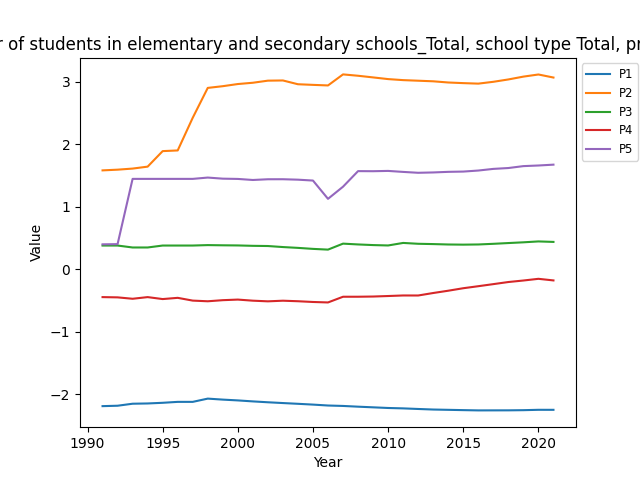 of students in elementary and secondary schools_Total, school type Total,
P1
P2
P3
P4
P5
3
2
1
0
−1
−2
Value
1990
1995
2000
2005
2010
2015
2020
Year